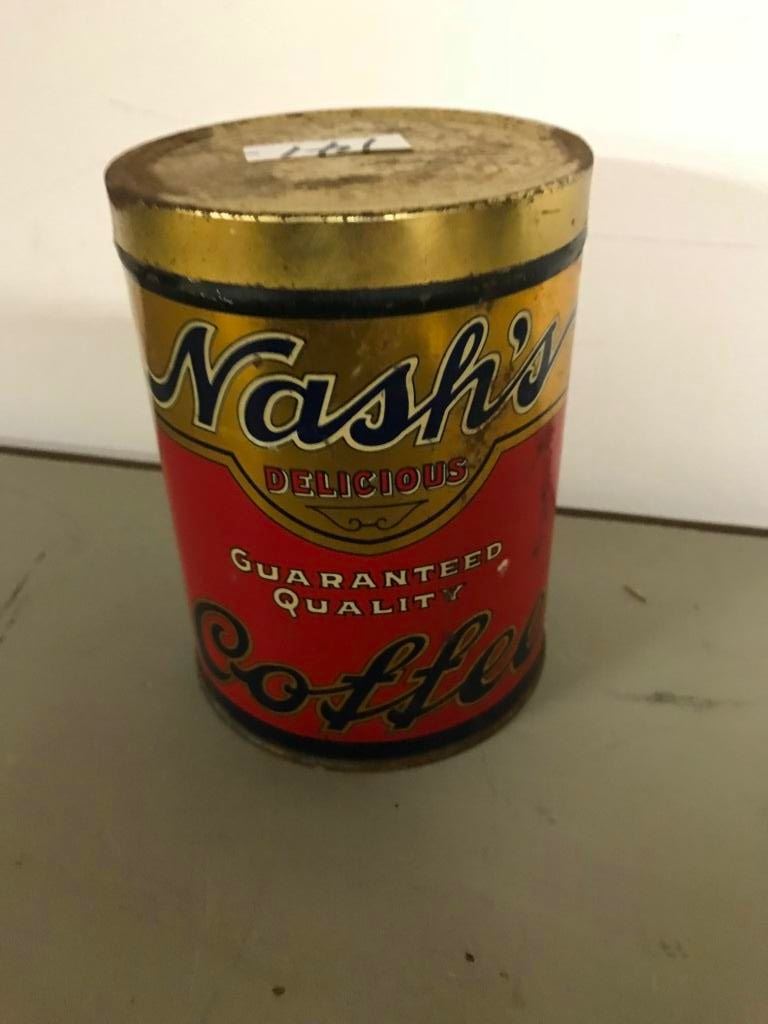 Nash's
DELICIOUS
GUARANTEED
QUALITY
Coffee